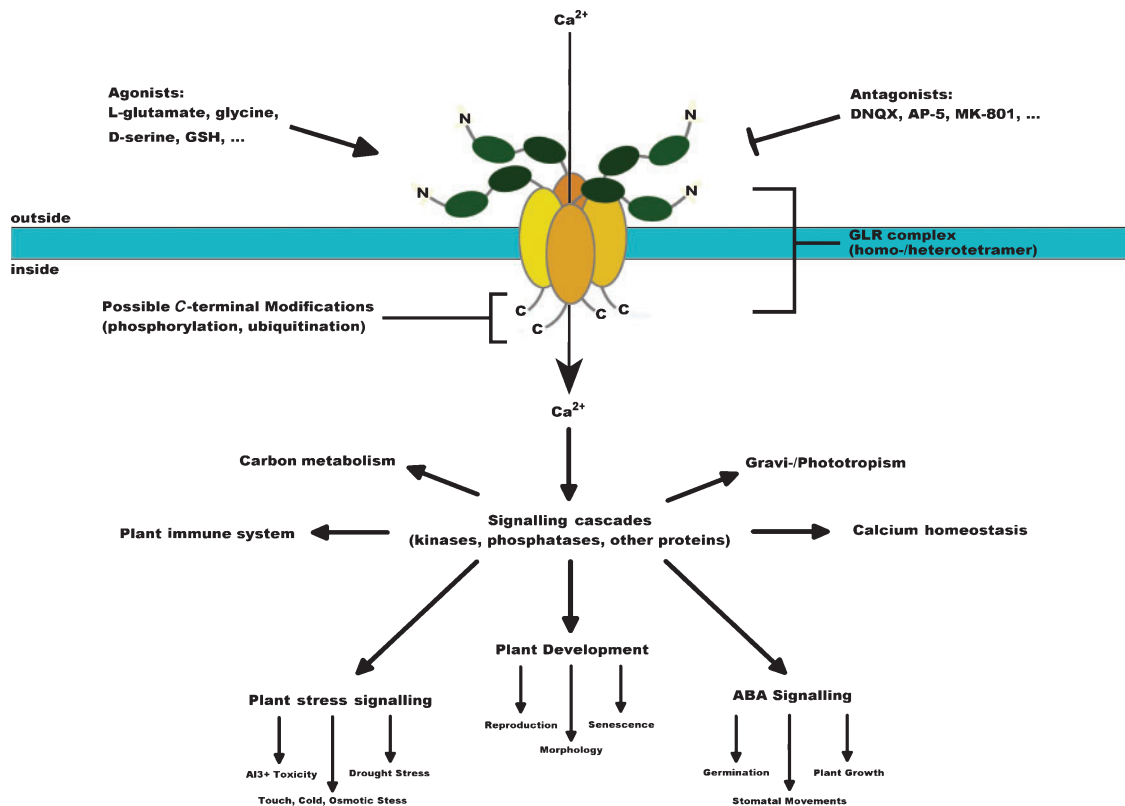 Ca2+
Agonists:
L-glutamate, glycine,
D-serine, GSH, ...
Antagonists:
DNQX, AP-5, MK-801, ...
N
N
N
N
outside
inside
GLR complex
(homo-/heterotetramer)
Possible C-terminal Modifications
(phosphorylation, ubiquitination)
C
C
C
C
Ca2+
Carbon metabolism
Gravi-/Phototropism
Plant immune system
Signalling cascades
(kinases, phosphatases, other proteins)
Calcium homeostasis
Plant Development
Reproduction
Senescence
Morphology
Plant stress signalling
Al3+ Toxicity
Drought Stress
Touch, Cold, Osmotic Stess
ABA Signalling
Germination
Plant Growth
Stomatal Movements